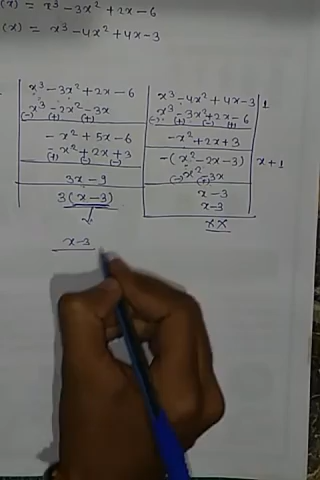 (x) = x³ - 3x² + 2x - 6
(x) = x³ - 4x² + 4x - 3
x³ - 3x² + 2x - 6
x³ - 2x² - 3x
(-) (+) (+)
- x² + 5x - 6
- x² + 2x + 3
(+) (-) (-)
3x - 9
3(x - 3)
x-3
x³ - 4x² + 4x - 3 | 1
x³ - 3x² + 2x - 6
(-) (+) (-) (+)
-x² + 2x + 3
-(x² - 2x - 3) | x + 1
x² - 3x
(-) (+)
x - 3
x - 3
x x